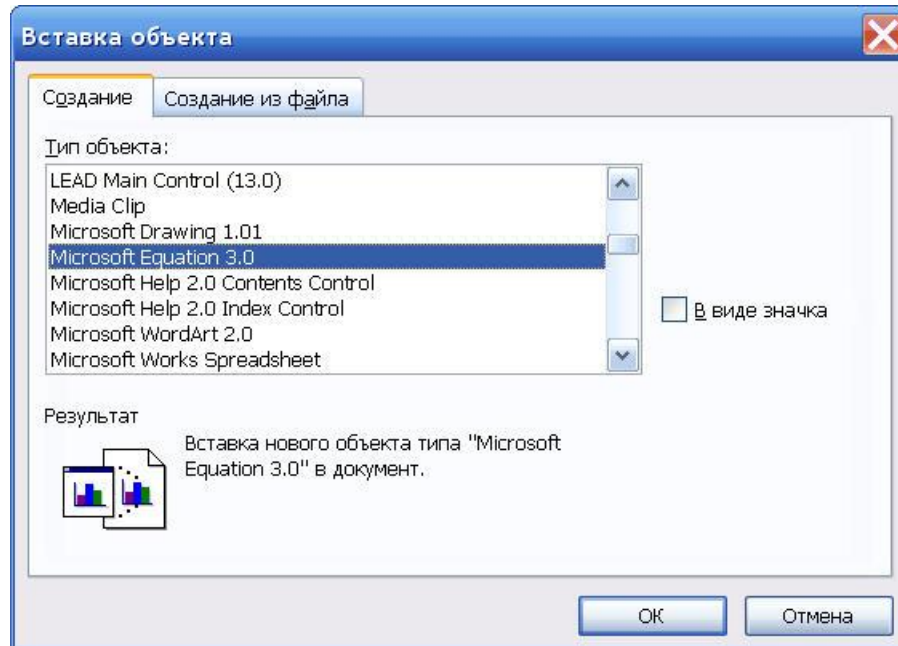 Вставка объекта
Создание
Создание из файла
Тип объекта:
LEAD Main Control (13.0)
Media Clip
Microsoft Drawing 1.01
Microsoft Equation 3.0
Microsoft Help 2.0 Contents Control
Microsoft Help 2.0 Index Control
Microsoft WordArt 2.0
Microsoft Works Spreadsheet
В виде значка
Результат
Вставка нового объекта типа "Microsoft
Equation 3.0" в документ.
ОК
Отмена